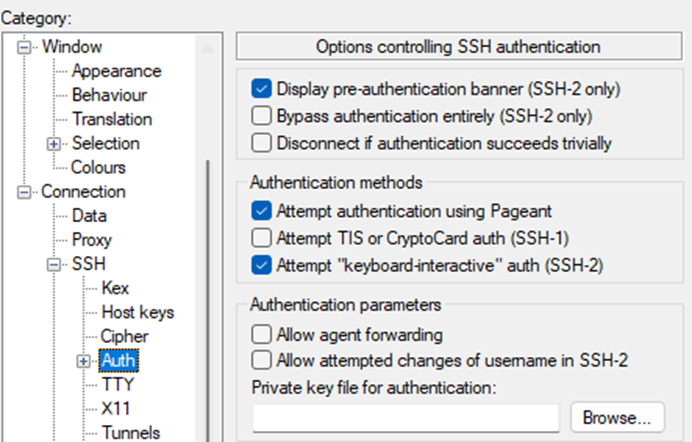 Category:
Window
Appearance
Behaviour
Translation
Selection
Colours
Connection
Data
Proxy
SSH
Kex
Host keys
Cipher
Auth
TTY
X11
Tunnels
Options controlling SSH authentication
Display pre-authentication banner (SSH-2 only)
Bypass authentication entirely (SSH-2 only)
Disconnect if authentication succeeds trivially
Authentication methods
Attempt authentication using Pageant
Attempt TIS or CryptoCard auth (SSH-1)
Attempt "keyboard-interactive" auth (SSH-2)
Authentication parameters
Allow agent forwarding
Allow attempted changes of username in SSH-2
Private key file for authentication:
Browse...